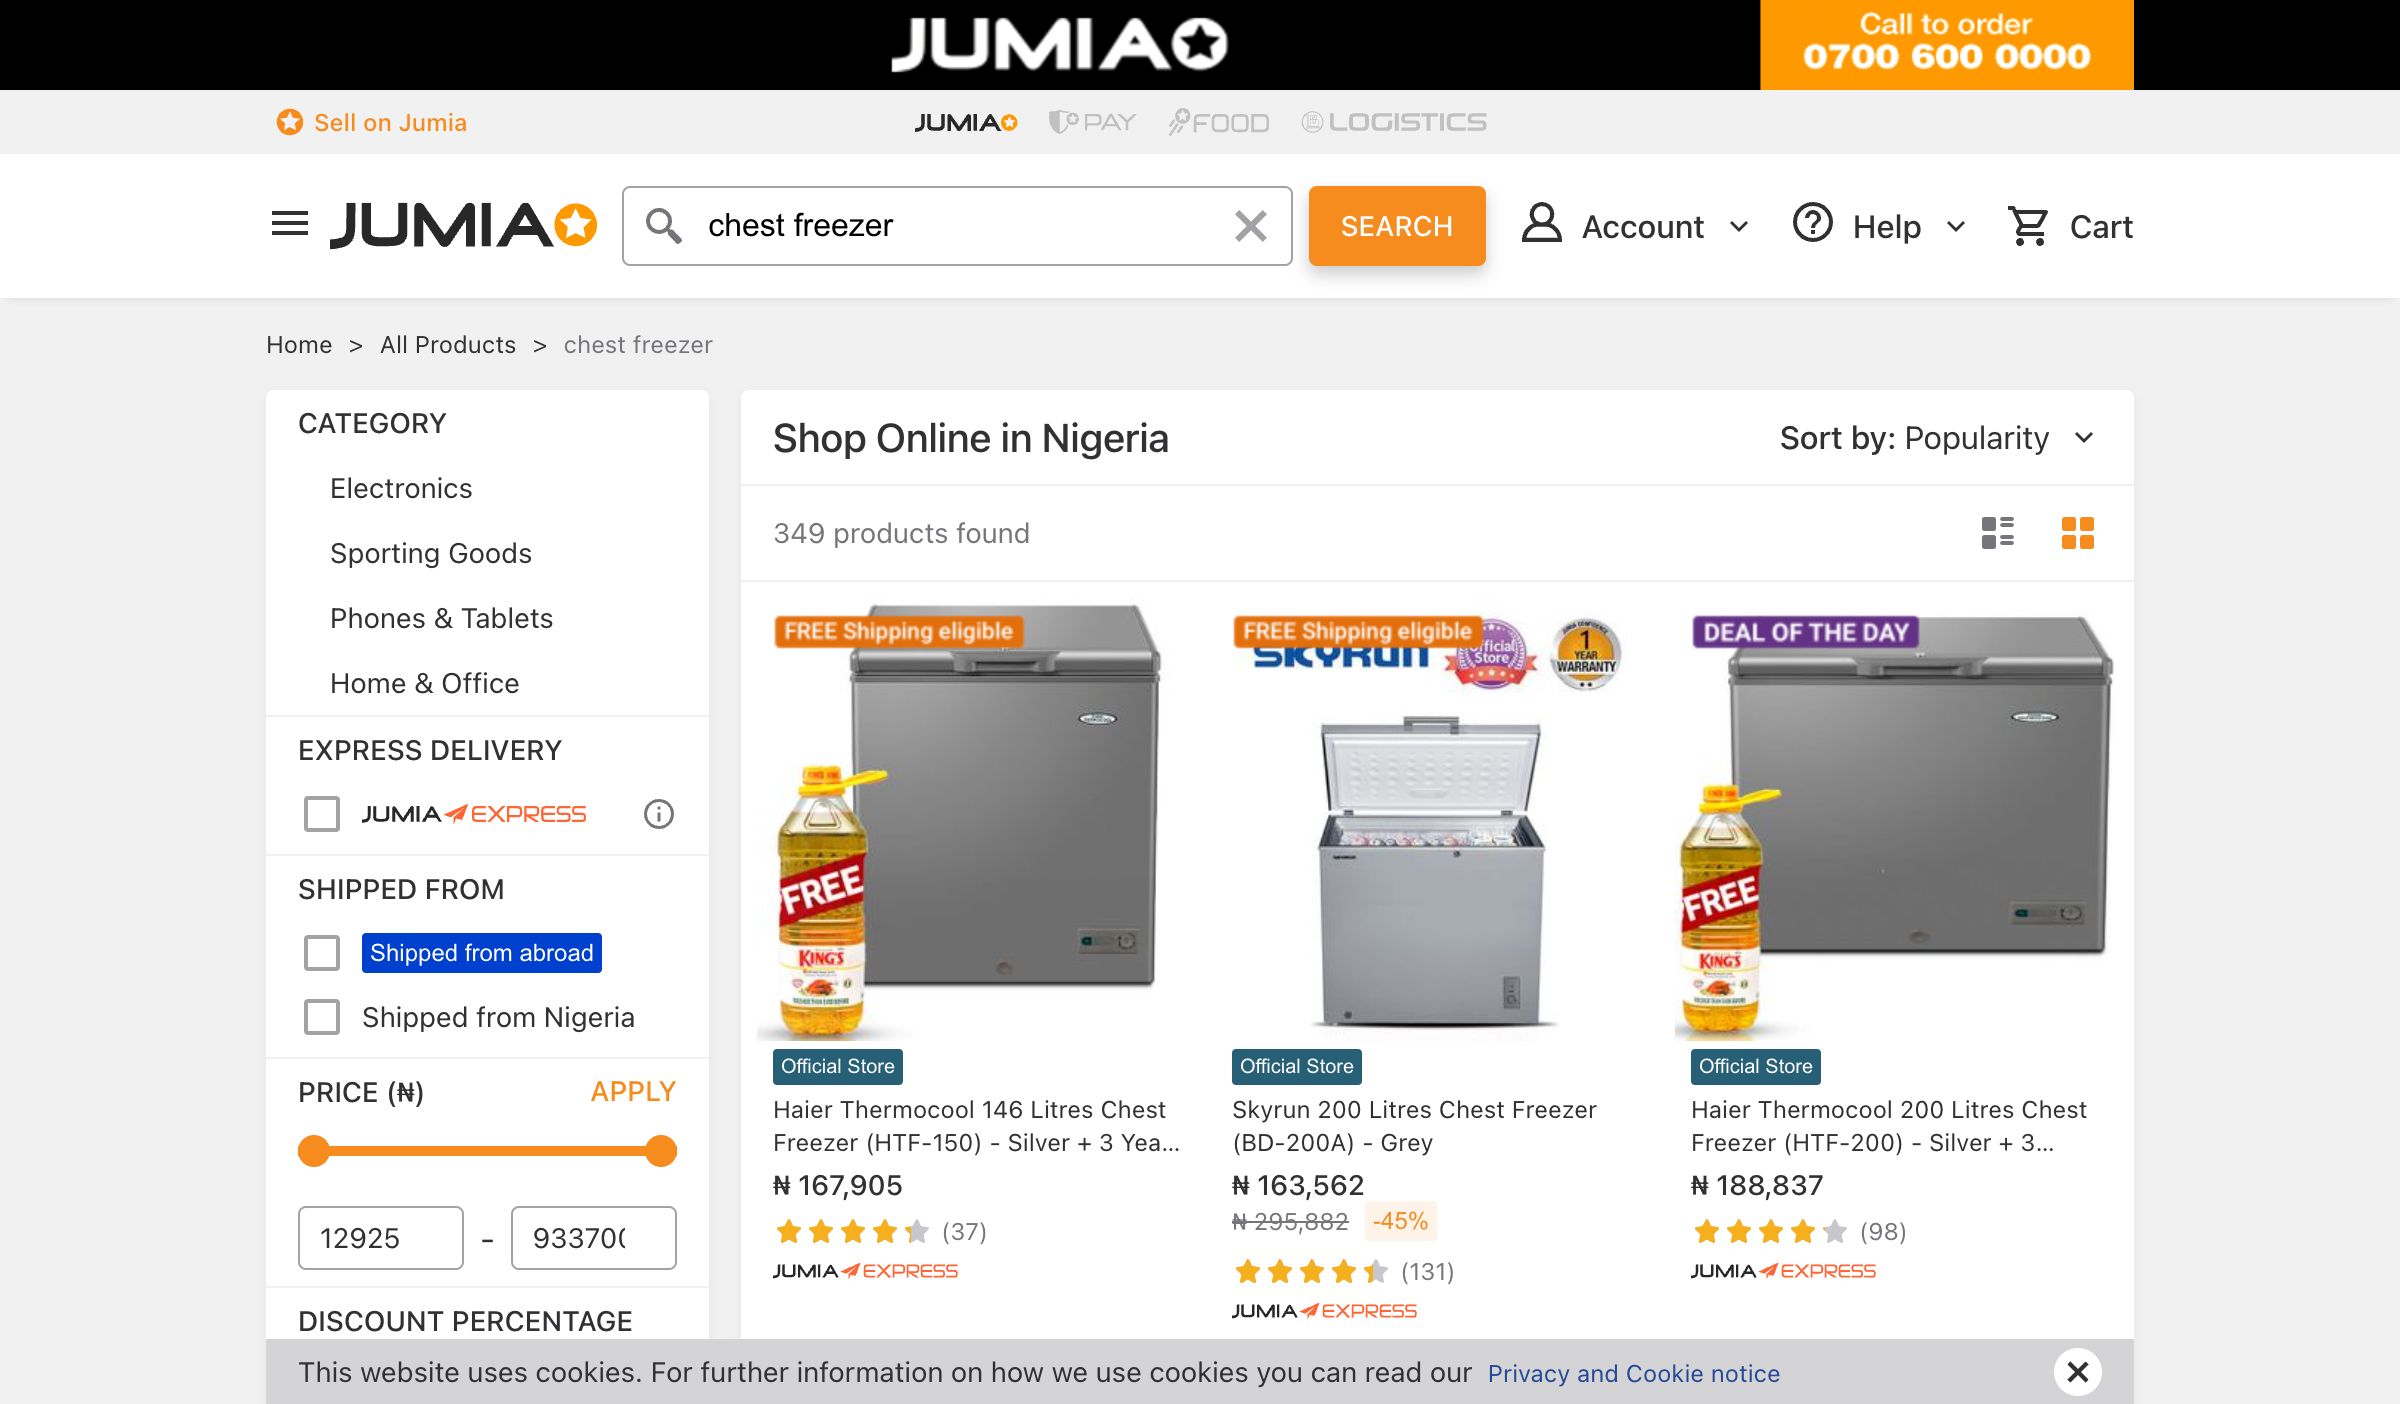 JUMIA
Call to order
0700 600 0000
Sell on Jumia
JUMIA PAY FOOD LOGISTICS
JUMIA
chest freezer
SEARCH
Account
Help
Cart
Home > All Products > chest freezer
CATEGORY
Electronics
Sporting Goods
Phones & Tablets
Home & Office
EXPRESS DELIVERY
JUMIA EXPRESS
SHIPPED FROM
Shipped from abroad
Shipped from Nigeria
PRICE (₦)
APPLY
12925 - 93370
DISCOUNT PERCENTAGE
Shop Online in Nigeria
Sort by: Popularity
349 products found
FREE Shipping eligible
FREE
KING'S
Official Store
Haier Thermocool 146 Litres Chest
Freezer (HTF-150) - Silver + 3 Yea...
₦ 167,905
(37)
JUMIA EXPRESS
FREE Shipping eligible
SKYRUN
Official
Store
1
YEAR
WARRANTY
Official Store
Skyrun 200 Litres Chest Freezer
(BD-200A) - Grey
₦ 163,562
₦ 295,882 -45%
(131)
JUMIA EXPRESS
DEAL OF THE DAY
FREE
KING'S
Official Store
Haier Thermocool 200 Litres Chest
Freezer (HTF-200) - Silver + 3...
₦ 188,837
(98)
JUMIA EXPRESS
This website uses cookies. For further information on how we use cookies you can read our Privacy and Cookie notice